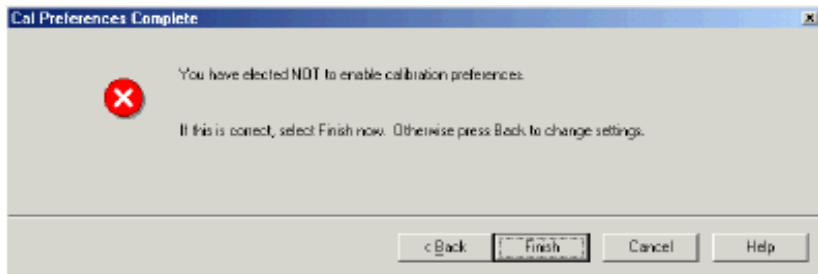 Cal Preferences Complete
You have elected NOT to enable calibration preferences.
If this is correct, select Finish now. Otherwise press Back to change settings.
< Back Finish Cancel Help